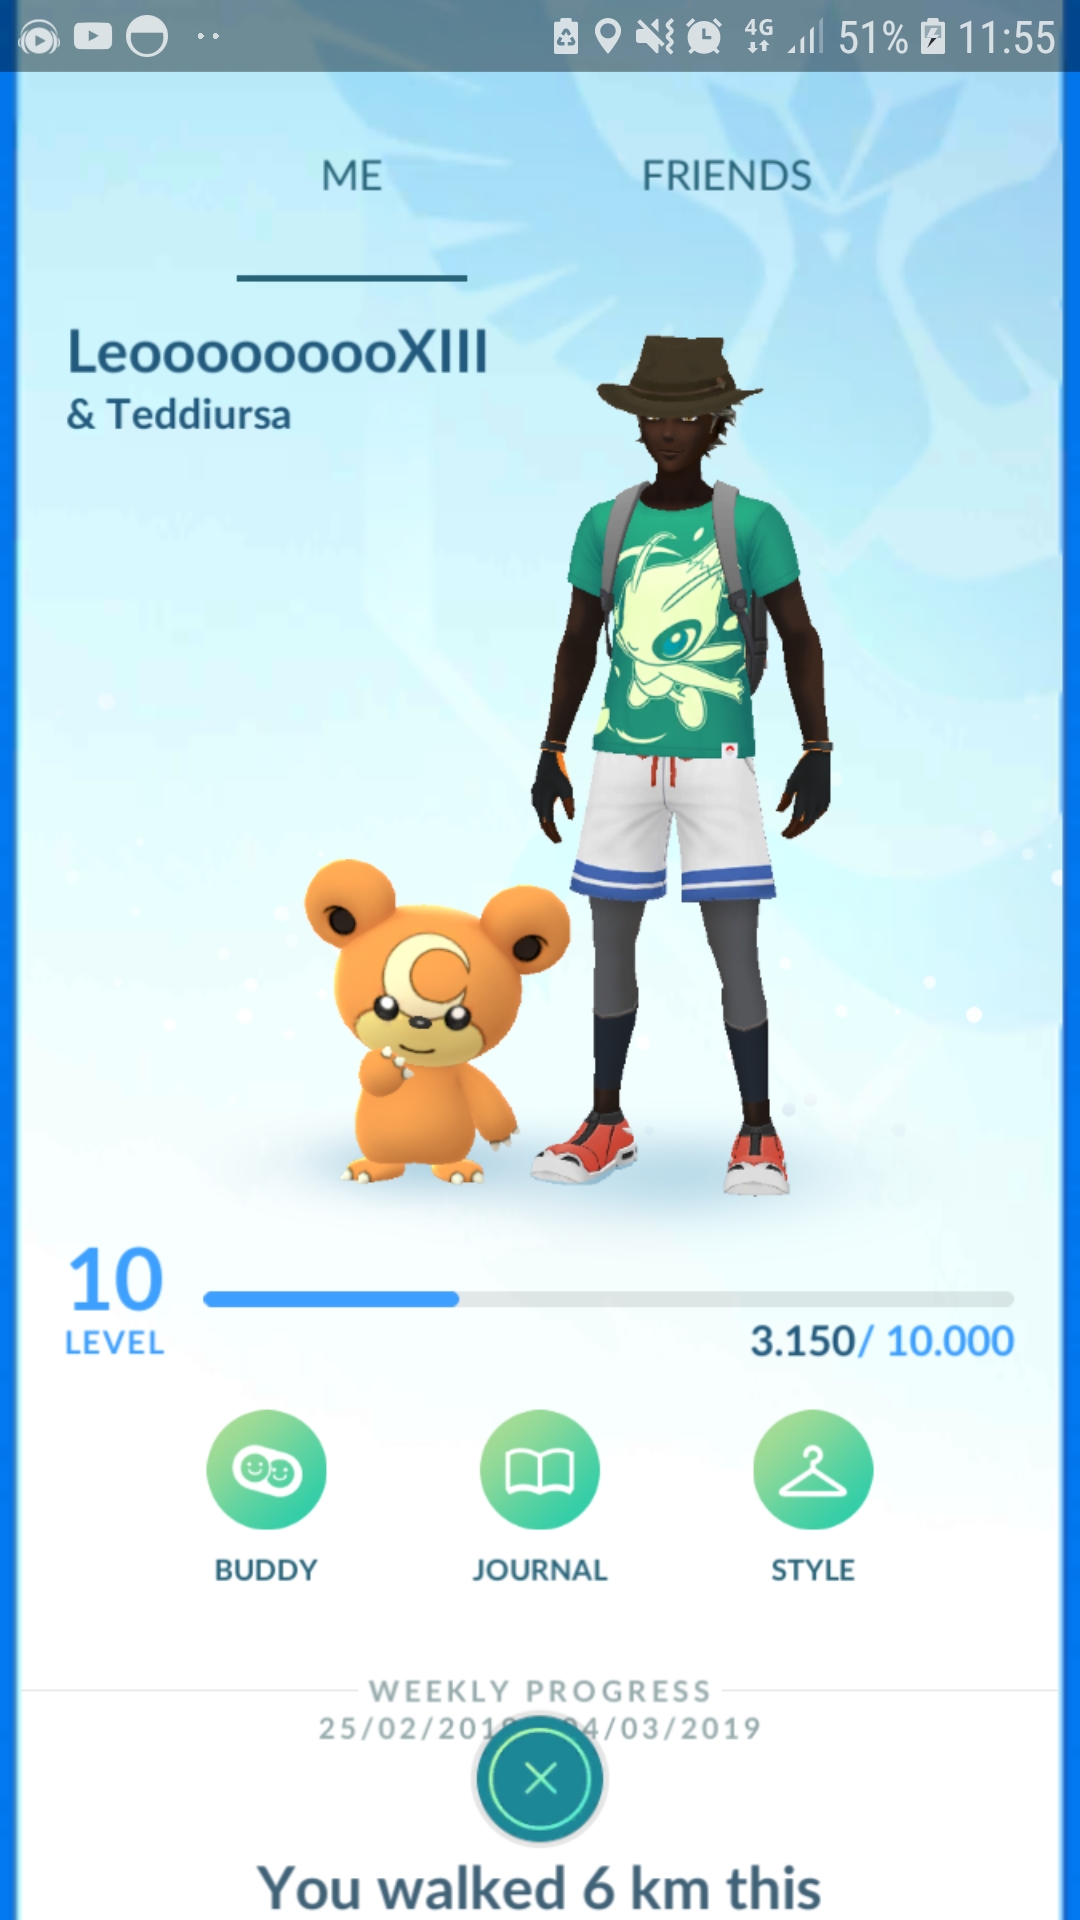 4G 51% 11:55
ME FRIENDS
LeooooooooXIII
& Teddiursa
10
LEVEL
3.150/ 10.000
BUDDY JOURNAL STYLE
WEEKLY PROGRESS
25/02/201 4/03/2019
You walked 6 km this